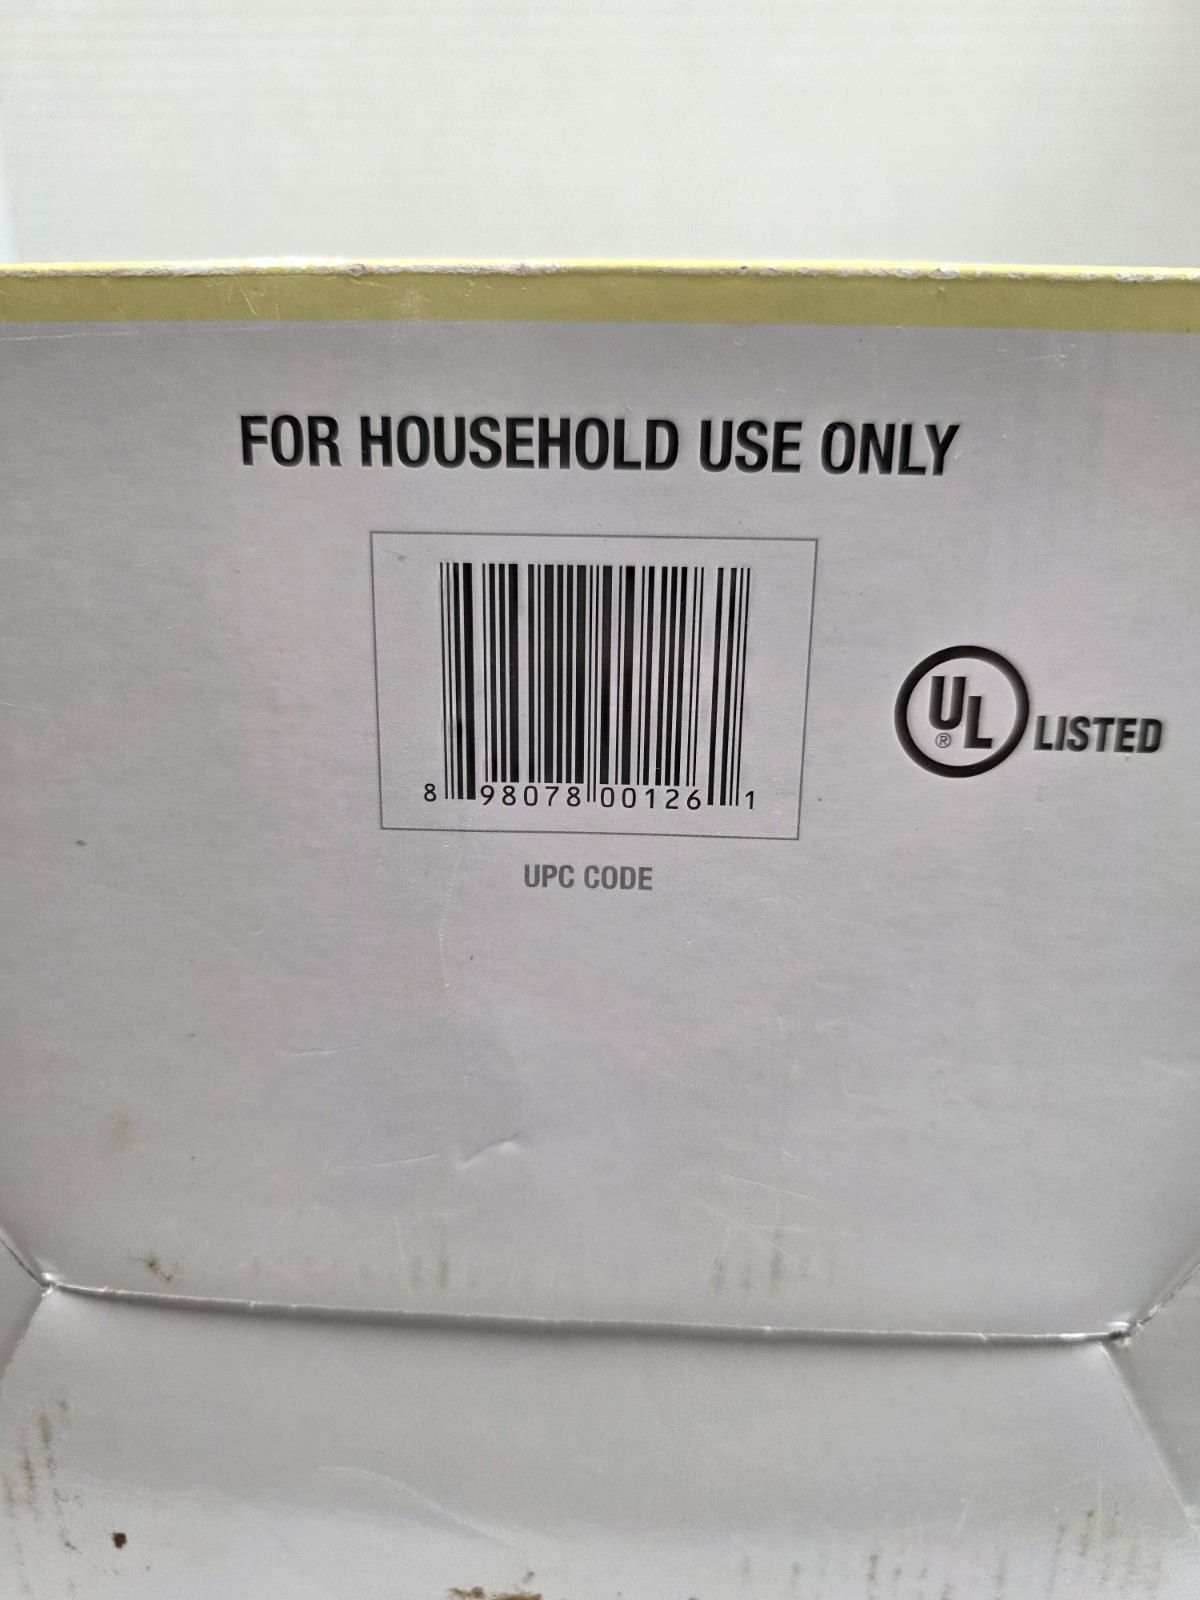 FOR HOUSEHOLD USE ONLY
8 98078 00126 1
UL ® LISTED
UPC CODE